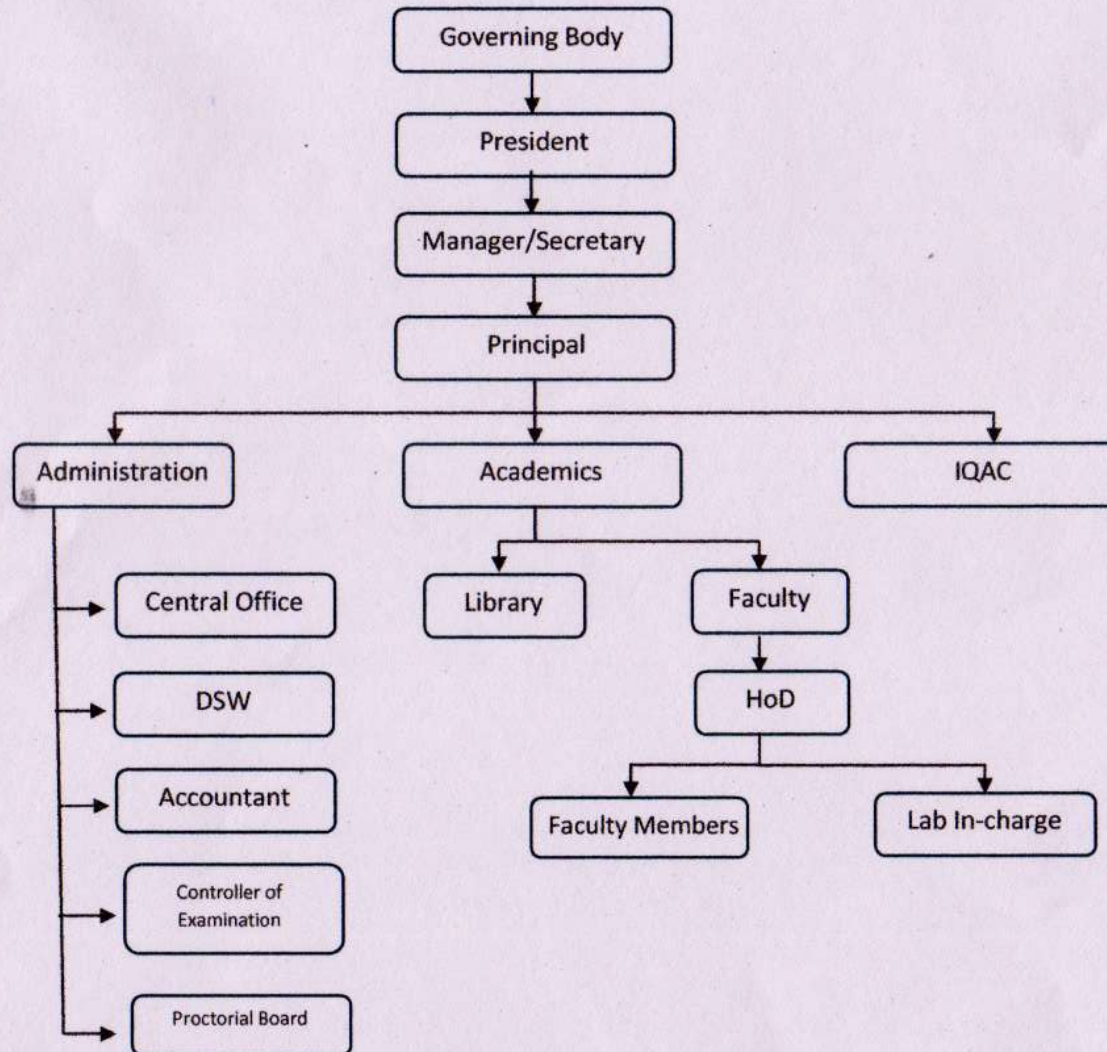 Governing Body
President
Manager/Secretary
Principal
Administration
Academics
IQAC
Central Office
Library
Faculty
DSW
HoD
Accountant
Faculty Members
Lab In-charge
Controller of
Examination
Proctorial Board